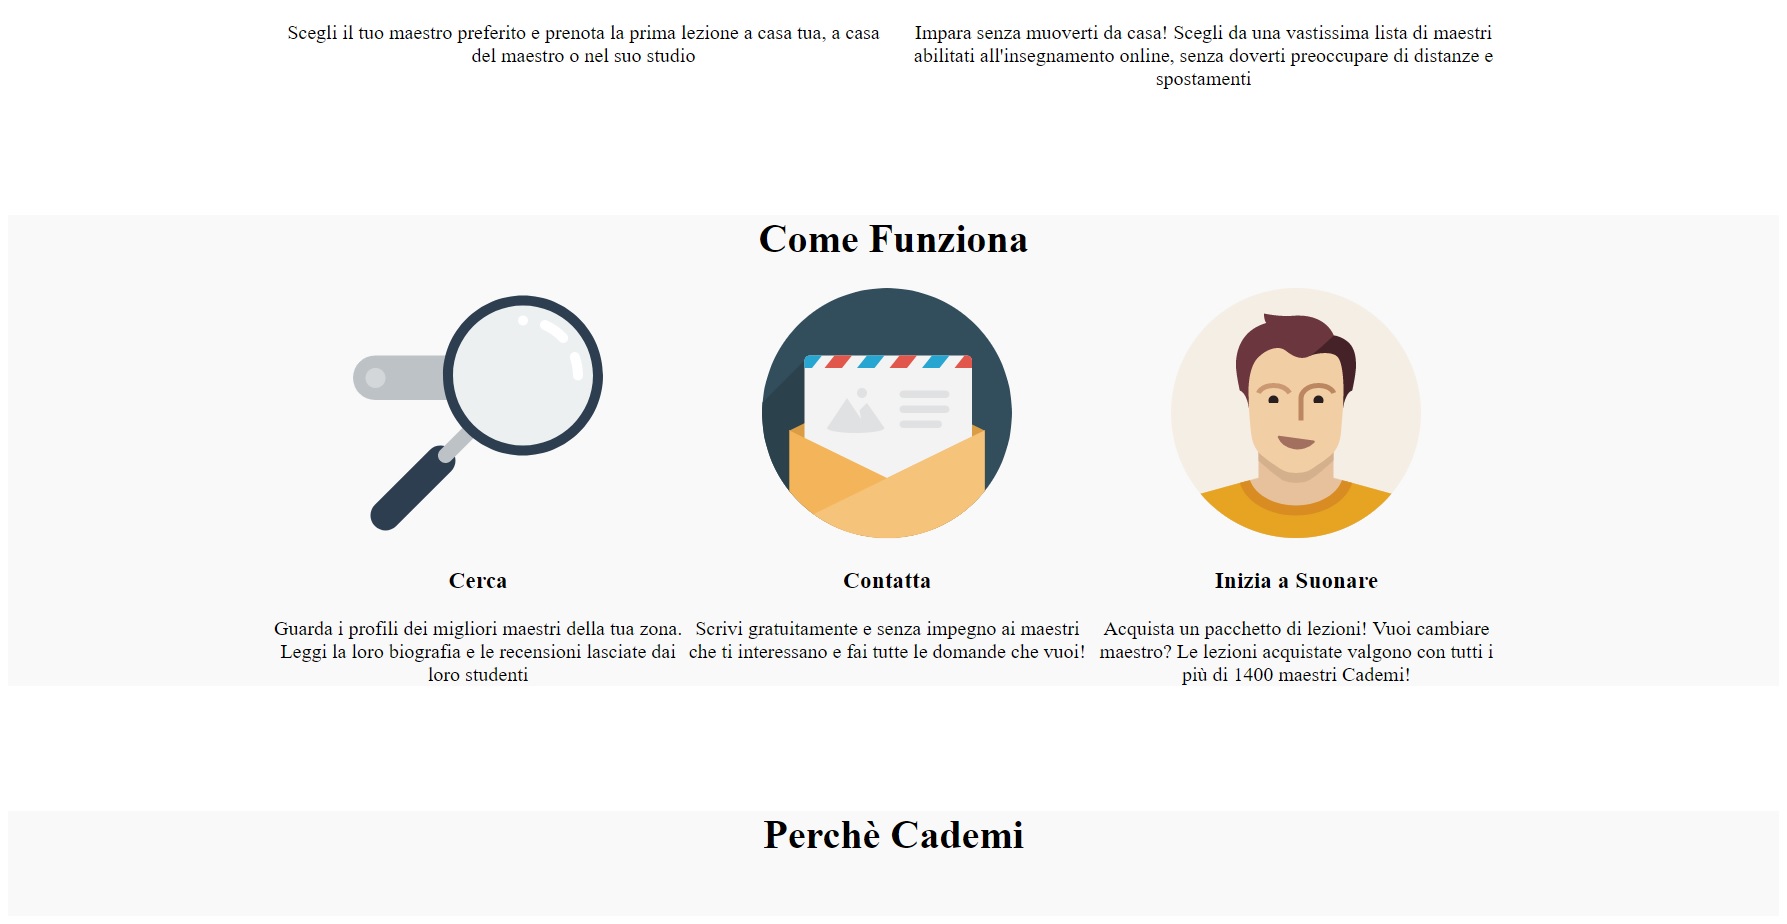 Scegli il tuo maestro preferito e prenota la prima lezione a casa tua, a casa
del maestro o nel suo studio
Impara senza muoverti da casa! Scegli da una vastissima lista di maestri
abilitati all'insegnamento online, senza doverti preoccupare di distanze e
spostamenti
Come Funziona
Cerca
Guarda i profili dei migliori maestri della tua zona.
Leggi la loro biografia e le recensioni lasciate dai
loro studenti
Contatta
Scrivi gratuitamente e senza impegno ai maestri
che ti interessano e fai tutte le domande che vuoi!
Inizia a Suonare
Acquista un pacchetto di lezioni! Vuoi cambiare
maestro? Le lezioni acquistate valgono con tutti i
più di 1400 maestri Cademi!
Perchè Cademi